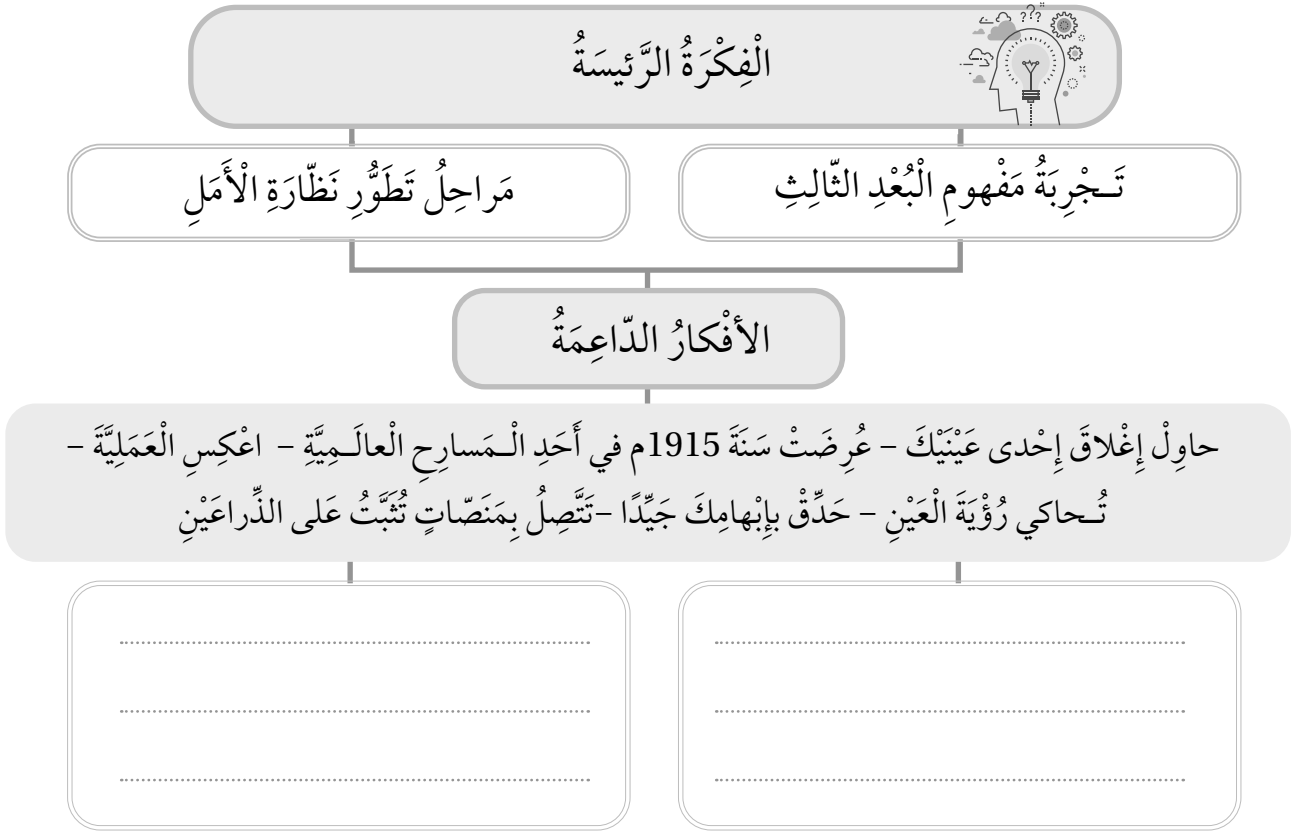 ???
الْفِكْرَةُ الرَّئيسَةُ
تَـجْرِبَةُ مَفْهومِ الْبُعْدِ الثّالِثِ
مَراحِلُ تَطَوُّرِ نَظّارَةِ الْأَمَلِ
الأفْكارُ الدّاعِمَةُ
حاوِلْ إِغْلاقَ إِحْدى عَيْنَيْكَ – عُرِضَتْ سَنَةَ 1915م في أَحَدِ الْـمَسارِحِ الْعالَـمِيَّةِ – اعْكِسِ الْعَمَلِيَّةَ –
تُـحاكي رُؤْيَةَ الْعَيْنِ – حَدِّقْ بِإِبْهامِكَ جَيِّدًا –تَتَّصِلُ بِمَنَصّاتٍ تُثَبَّتُ عَلى الذِّراعَيْنِ